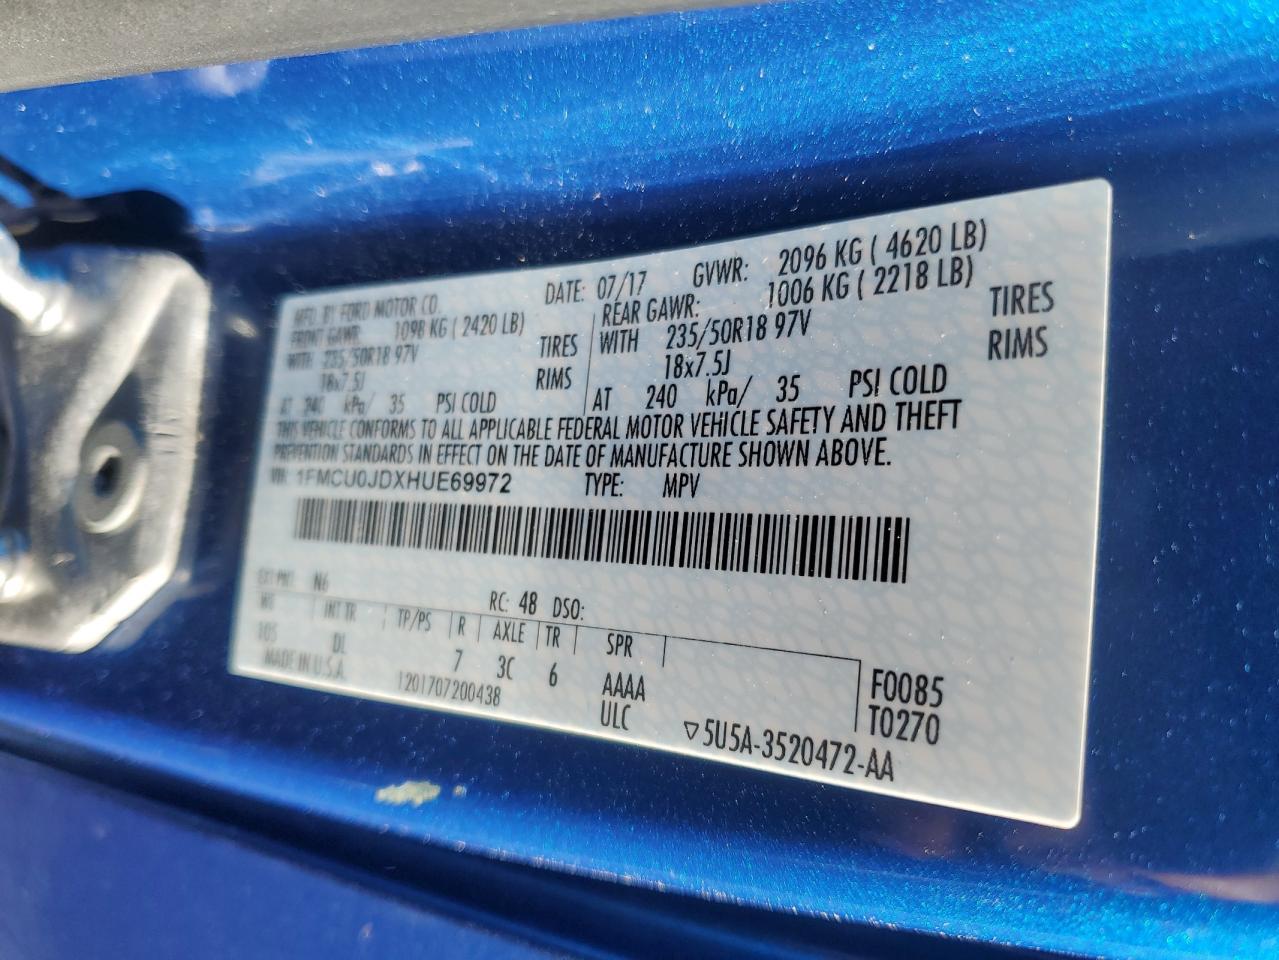 MFD. BY FORD MOTOR CO. DATE: 07/17 GVWR: 2096 KG ( 4620 LB)
FRONT GAWR: 1098 KG ( 2420 LB) REAR GAWR: 1006 KG ( 2218 LB)
WITH 235/50R18 97V TIRES WITH 235/50R18 97V TIRES
18x7.5J RIMS 18x7.5J RIMS
AT 240 kPa/ 35 PSI COLD AT 240 kPa/ 35 PSI COLD
THIS VEHICLE CONFORMS TO ALL APPLICABLE FEDERAL MOTOR VEHICLE SAFETY AND THEFT
PREVENTION STANDARDS IN EFFECT ON THE DATE OF MANUFACTURE SHOWN ABOVE.
VIN: 1FMCU0JDXHUE69972 TYPE: MPV
EXT PNT: N6 RC: 48 DSO:
WB INT TR TP/PS R AXLE TR SPR
105 DL 7 3C 6 AAAA F0085
MADE IN U.S.A. 1201707200438 ULC T0270
▽5U5A-3520472-AA